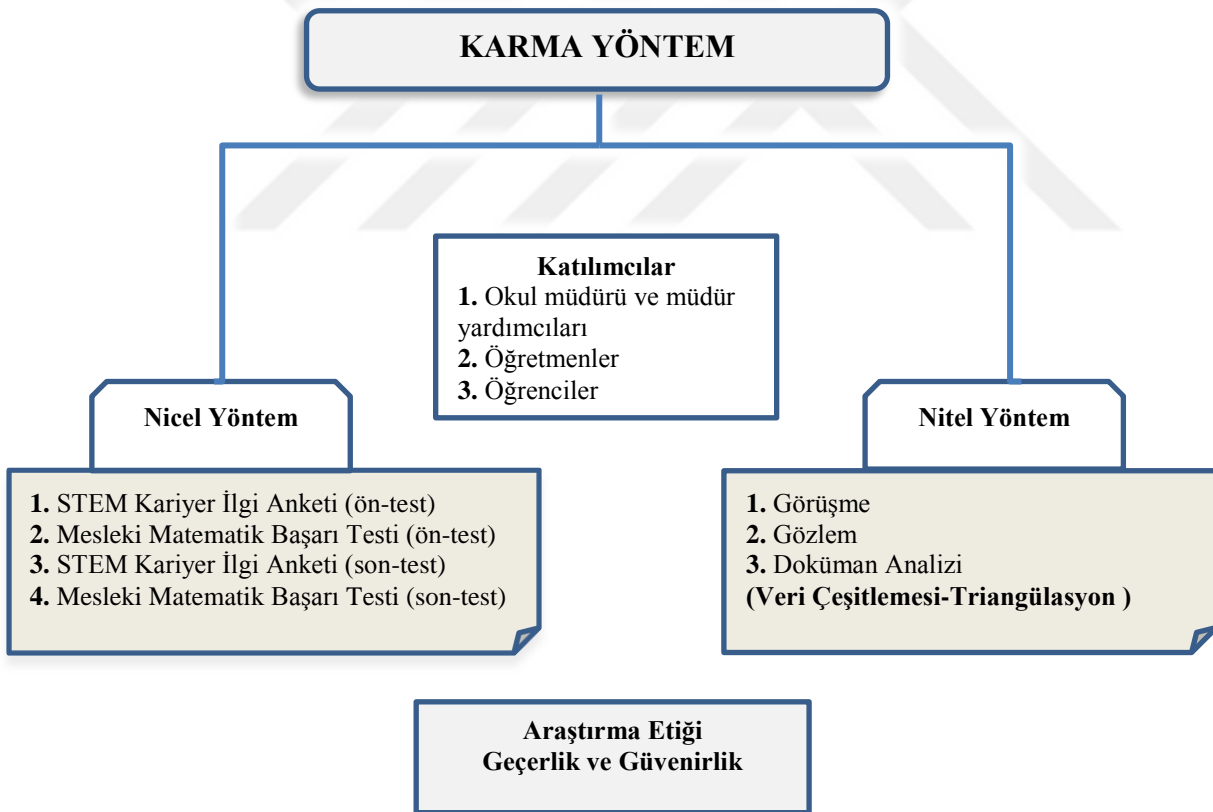 KARMA YÖNTEM
Katılımcılar
1. Okul müdürü ve müdür
yardımcıları
2. Öğretmenler
3. Öğrenciler
Nicel Yöntem
1. STEM Kariyer İlgi Anketi (ön-test)
2. Mesleki Matematik Başarı Testi (ön-test)
3. STEM Kariyer İlgi Anketi (son-test)
4. Mesleki Matematik Başarı Testi (son-test)
Nitel Yöntem
1. Görüşme
2. Gözlem
3. Doküman Analizi
(Veri Çeşitlemesi-Triangülasyon )
Araştırma Etiği
Geçerlik ve Güvenirlik